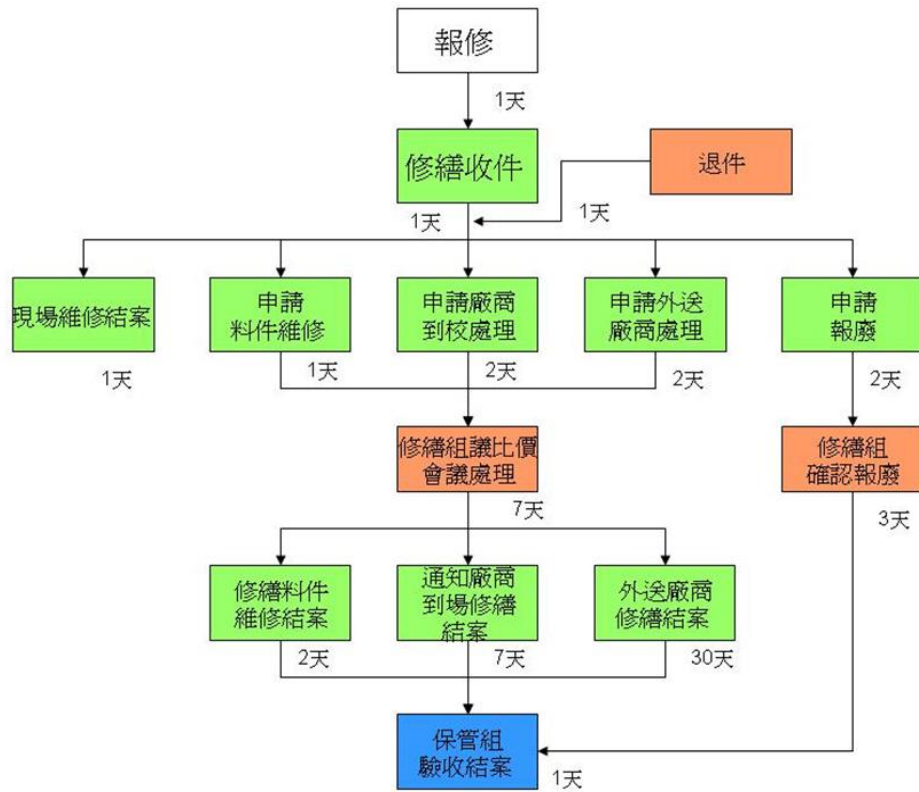 報修
1天
修繕收件
退件
1天
1天
現場維修結案
申請
料件維修
申請廠商
到校處理
申請外送
廠商處理
申請
報廢
1天
1天
2天
2天
2天
修繕組議比價
會議處理
修繕組
確認報廢
7天
3天
修繕料件
維修結案
通知廠商
到場修繕
結案
外送廠商
修繕結案
2天
7天
30天
保管組
驗收結案
1天